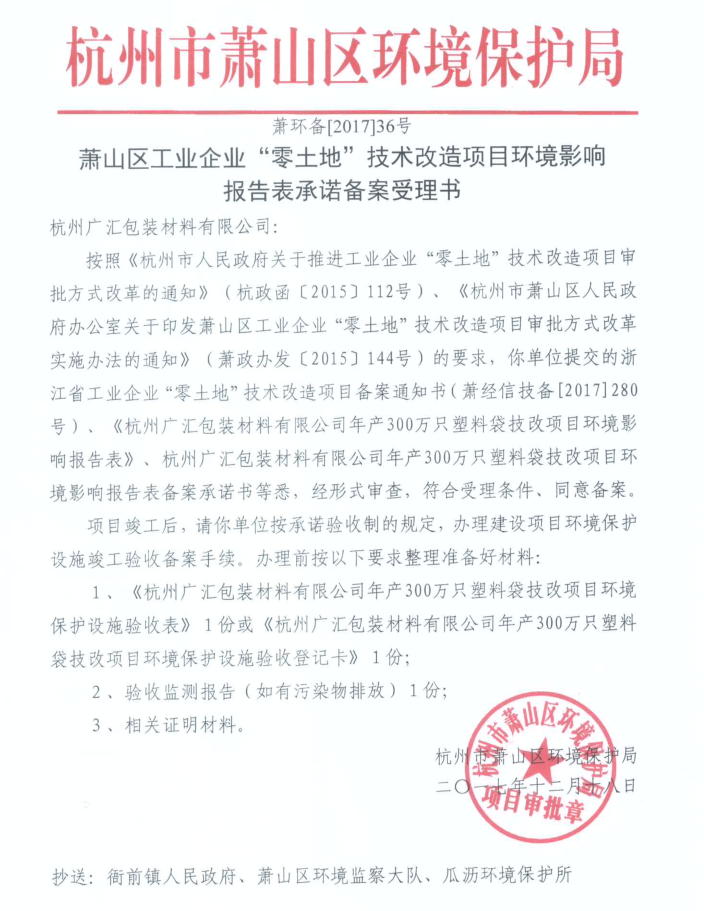 杭州市萧山区环境保护局
萧环备[2017]36号
萧山区工业企业“零土地”技术改造项目环境影响
报告表承诺备案受理书
杭州广汇包装材料有限公司：
按照《杭州市人民政府关于推进工业企业“零土地”技术改造项目审
批方式改革的通知》（杭政函〔2015〕112号）、《杭州市萧山区人民政
府办公室关于印发萧山区工业企业“零土地”技术改造项目审批方式改革
实施办法的通知》（萧政办发〔2015〕144号）的要求，你单位提交的浙
江省工业企业“零土地”技术改造项目备案通知书(萧经信技备[2017]280
号)、《杭州广汇包装材料有限公司年产300万只塑料袋技改项目环境影
响报告表》、杭州广汇包装材料有限公司年产300万只塑料袋技改项目环
境影响报告表备案承诺书等悉，经形式审查，符合受理条件、同意备案。
项目竣工后，请你单位按承诺验收制的规定，办理建设项目环境保护
设施竣工验收备案手续。办理前按以下要求整理准备好材料：
1、《杭州广汇包装材料有限公司年产300万只塑料袋技改项目环境
保护设施验收表》1份或《杭州广汇包装材料有限公司年产300万只塑料
袋技改项目环境保护设施验收登记卡》1份；
2、验收监测报告（如有污染物排放）1份；
3、相关证明材料。
杭州市萧山区环境保护局
二〇一七年十二月十八日
杭州市萧山区环境保护局
项目审批章
抄送：衙前镇人民政府、萧山区环境监察大队、瓜沥环境保护所